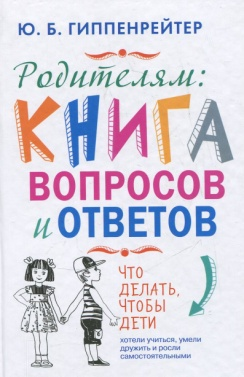 Ю. Б. ГИППЕНРЕЙТЕР
Родителям:
КНИГА
ВОПРОСОВ
и ОТВЕТОВ
ЧТО
ДЕЛАТЬ,
ЧТОБЫ
ДЕТИ
хотели учиться, умели
дружить и росли
самостоятельными